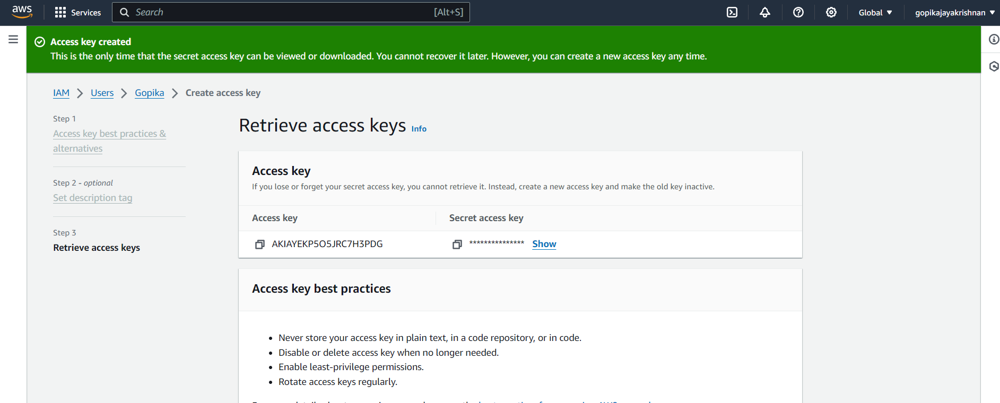 aws
Services
Search
[Alt+S]
Global
gopikajayakrishnan
Access key created
This is the only time that the secret access key can be viewed or downloaded. You cannot recover it later. However, you can create a new access key any time.
IAM
Users
Gopika
Create access key
Step 1
Access key best practices &
alternatives
Step 2 - optional
Set description tag
Step 3
Retrieve access keys
Retrieve access keys Info
Access key
If you lose or forget your secret access key, you cannot retrieve it. Instead, create a new access key and make the old key inactive.
Access key
Secret access key
AKIAYEKP5O5JRC7H3PDG
*************** Show
Access key best practices
• Never store your access key in plain text, in a code repository, or in code.
• Disable or delete access key when no longer needed.
• Enable least-privilege permissions.
• Rotate access keys regularly.